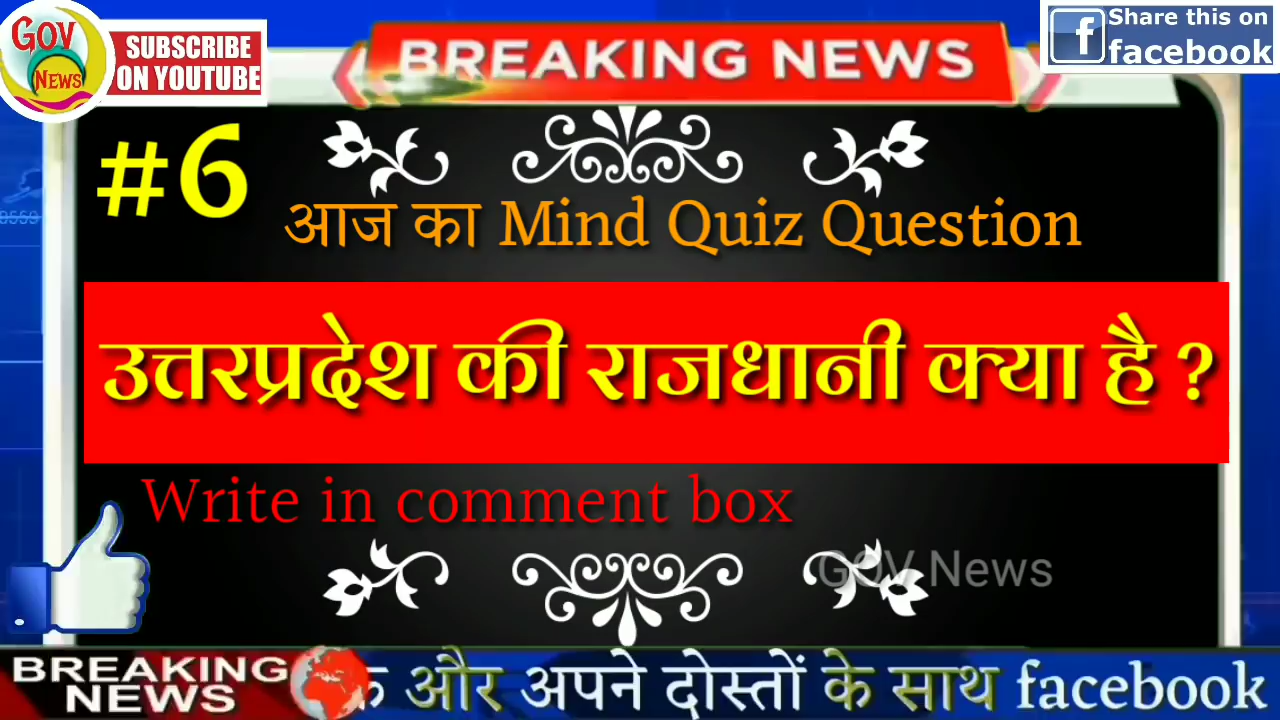 GOV
NEWS
SUBSCRIBE
ON YOUTUBE
BREAKING NEWS
Share this on
facebook
#6
आज का Mind Quiz Question
उत्तरप्रदेश की राजधानी क्या है ?
Write in comment box
GOV News
BREAKING
NEWS
और अपने दोस्तों के साथ facebook